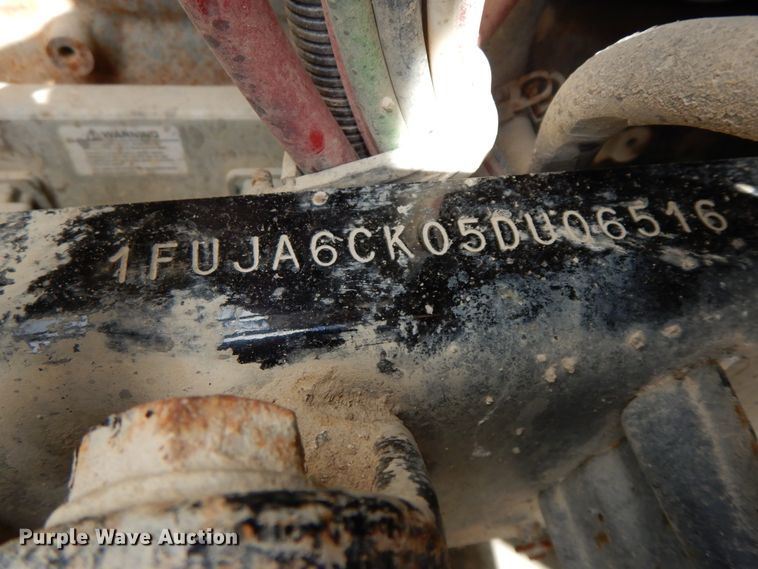 WARNING
1FUJA6CK05DU06516
Purple Wave Auction